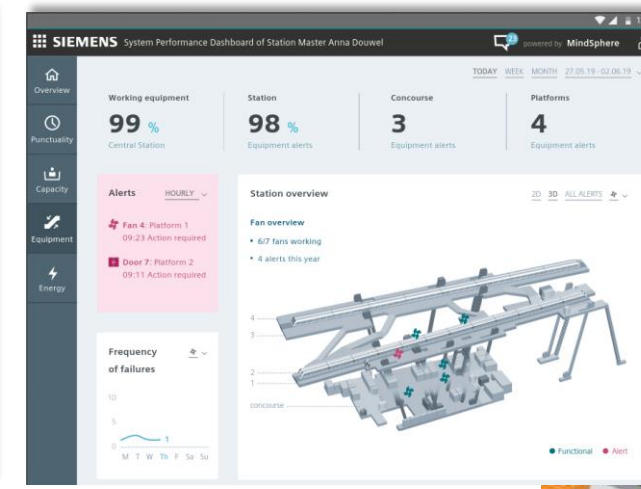 SIEMENS System Performance Dashboard of Station Master Anna Douwel
23
powered by MindSphere
TODAY WEEK MONTH 27.05.19 - 02.06.19
Overview
Punctuality
Capacity
Equipment
Energy
Working equipment
99 %
Central Station
Station
98 %
Equipment alerts
Concourse
3
Equipment alerts
Platforms
4
Equipment alerts
Alerts HOURLY
Fan 4: Platform 1
09:23 Action required
Door 7: Platform 2
09:11 Action required
Station overview
2D 3D ALL ALERTS
Fan overview
• 6/7 fans working
• 4 alerts this year
4
3
2
1
concourse
Functional Alert
Frequency
of failures
10
5
0
1
M T W Th F Sa Su